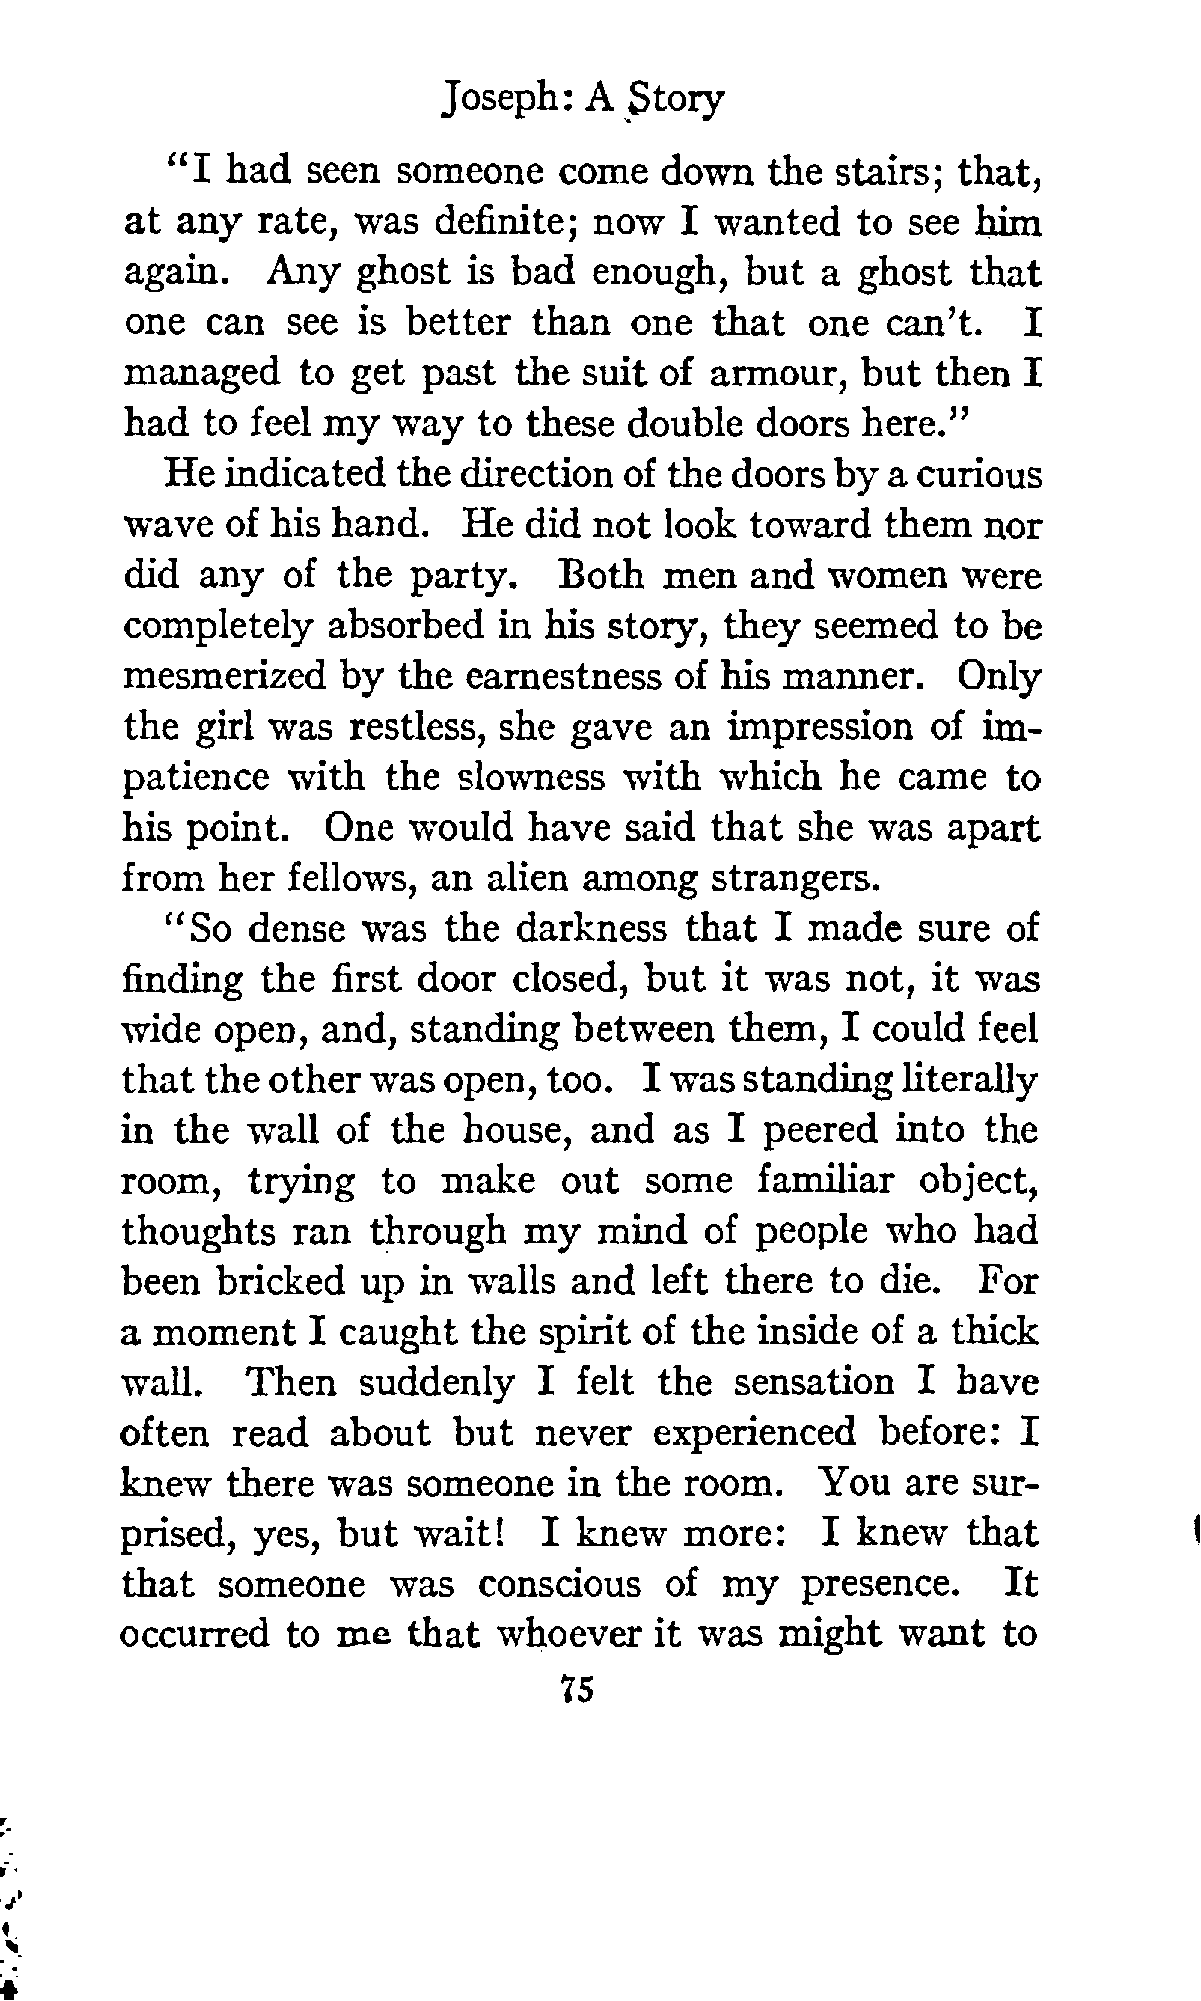 Joseph: A Story
"I had seen someone come down the stairs; that,
at any rate, was definite; now I wanted to see him
again. Any ghost is bad enough, but a ghost that
one can see is better than one that one can't. I
managed to get past the suit of armour, but then I
had to feel my way to these double doors here."
He indicated the direction of the doors by a curious
wave of his hand. He did not look toward them nor
did any of the party. Both men and women were
completely absorbed in his story, they seemed to be
mesmerized by the earnestness of his manner. Only
the girl was restless, she gave an impression of im-
patience with the slowness with which he came to
his point. One would have said that she was apart
from her fellows, an alien among strangers.
"So dense was the darkness that I made sure of
finding the first door closed, but it was not, it was
wide open, and, standing between them, I could feel
that the other was open, too. I was standing literally
in the wall of the house, and as I peered into the
room, trying to make out some familiar object,
thoughts ran through my mind of people who had
been bricked up in walls and left there to die. For
a moment I caught the spirit of the inside of a thick
wall. Then suddenly I felt the sensation I have
often read about but never experienced before: I
knew there was someone in the room. You are sur-
prised, yes, but wait! I knew more: I knew that
that someone was conscious of my presence. It
occurred to me that whoever it was might want to
75